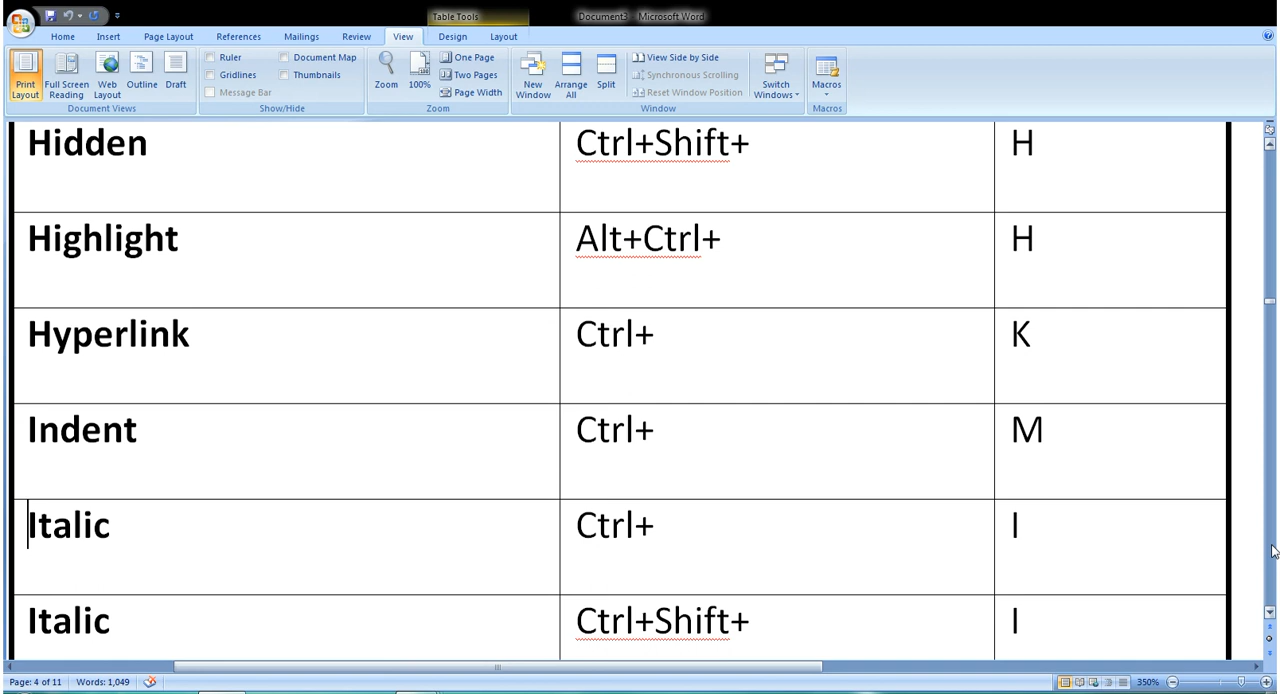 Table Tools
Document3 - Microsoft Word
Home Insert Page Layout References Mailings Review View Design Layout
Print Layout
Full Screen Reading
Web Layout
Outline
Draft
Document Views
Ruler
Gridlines
Message Bar
Document Map
Thumbnails
Show/Hide
Zoom
100%
One Page
Two Pages
Page Width
Zoom
New Window
Arrange All
Split
View Side by Side
Synchronous Scrolling
Reset Window Position
Switch Windows
Window
Macros
Macros
Hidden Ctrl+Shift+ H
Highlight Alt+Ctrl+ H
Hyperlink Ctrl+ K
Indent Ctrl+ M
Italic Ctrl+ I
Italic Ctrl+Shift+ I
Page: 4 of 11 Words: 1,049 350%